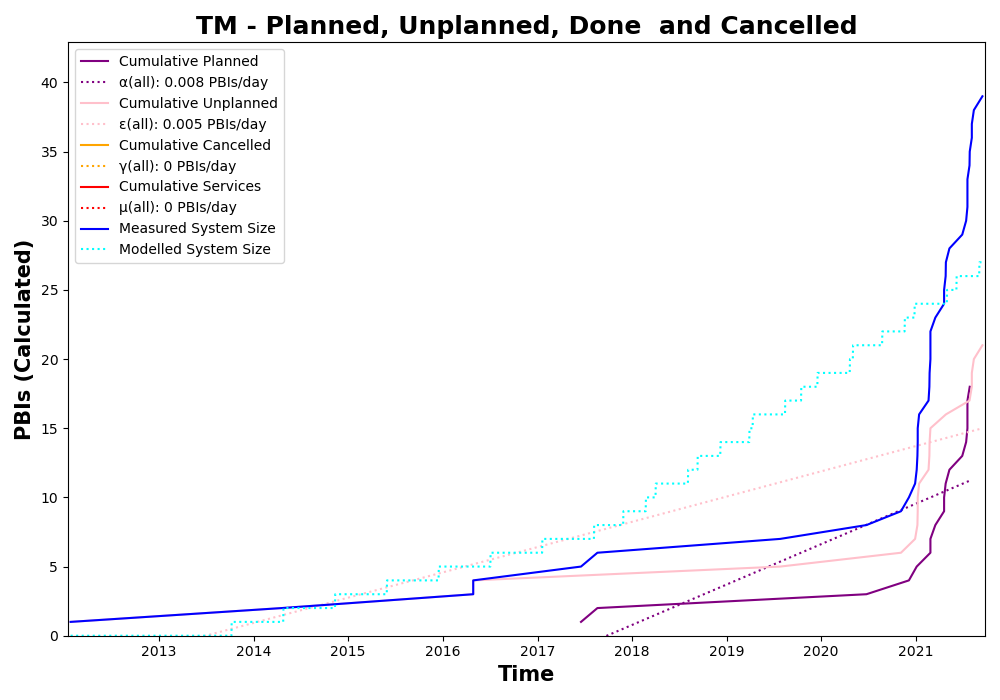 TM - Planned, Unplanned, Done  and Cancelled
Cumulative Planned
α(all): 0.008 PBIs/day
Cumulative Unplanned
ε(all): 0.005 PBIs/day
Cumulative Cancelled
γ(all): 0 PBIs/day
Cumulative Services
μ(all): 0 PBIs/day
Measured System Size
Modelled System Size
PBIs (Calculated)
40
35
30
25
20
15
10
5
0
2013 2014 2015 2016 2017 2018 2019 2020 2021
Time